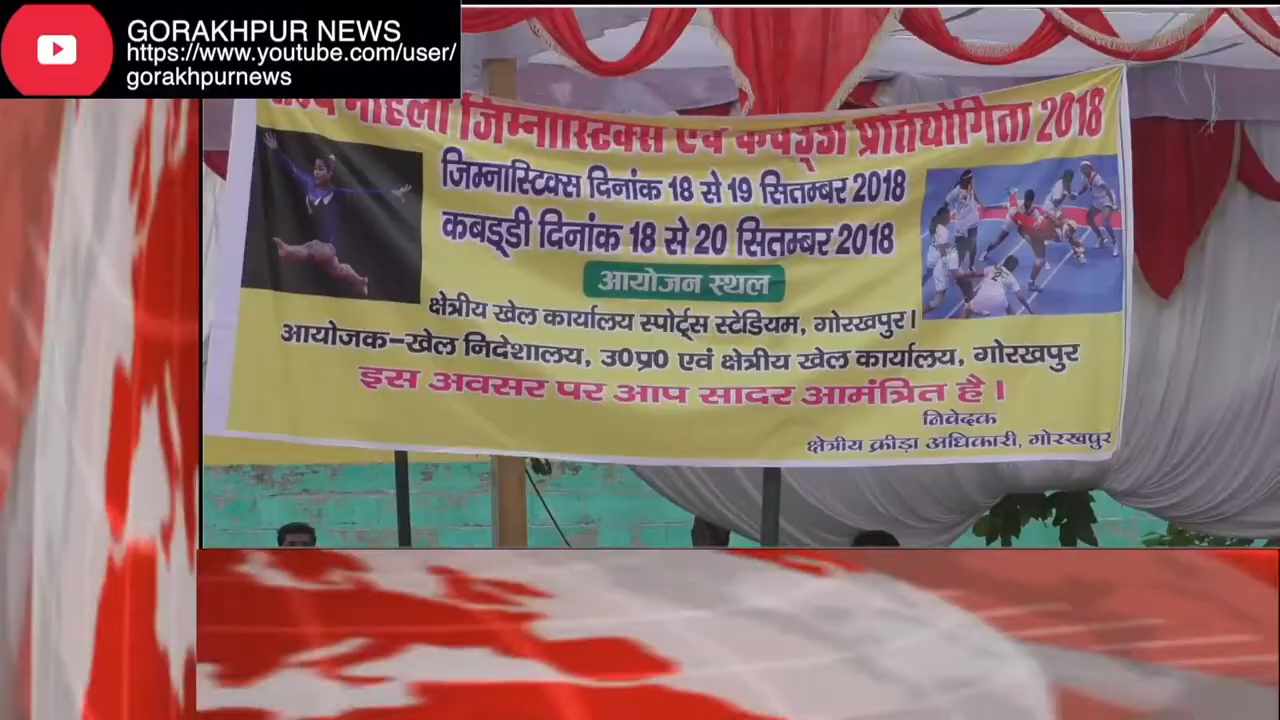 GORAKHPUR NEWS
https://www.youtube.com/user/
gorakhpurnews
महिला जिम्नास्टिक्स एवं कबड्डी प्रतियोगिता 2018
जिम्नास्टिक्स दिनांक 18 से 19 सितम्बर 2018
कबड्डी दिनांक 18 से 20 सितम्बर 2018
आयोजन स्थल
क्षेत्रीय खेल कार्यालय स्पोर्ट्स स्टेडियम, गोरखपुर।
आयोजक-खेल निदेशालय, उ0प्र0 एवं क्षेत्रीय खेल कार्यालय, गोरखपुर
इस अवसर पर आप सादर आमंत्रित है।
निवेदक
क्षेत्रीय क्रीड़ा अधिकारी, गोरखपुर